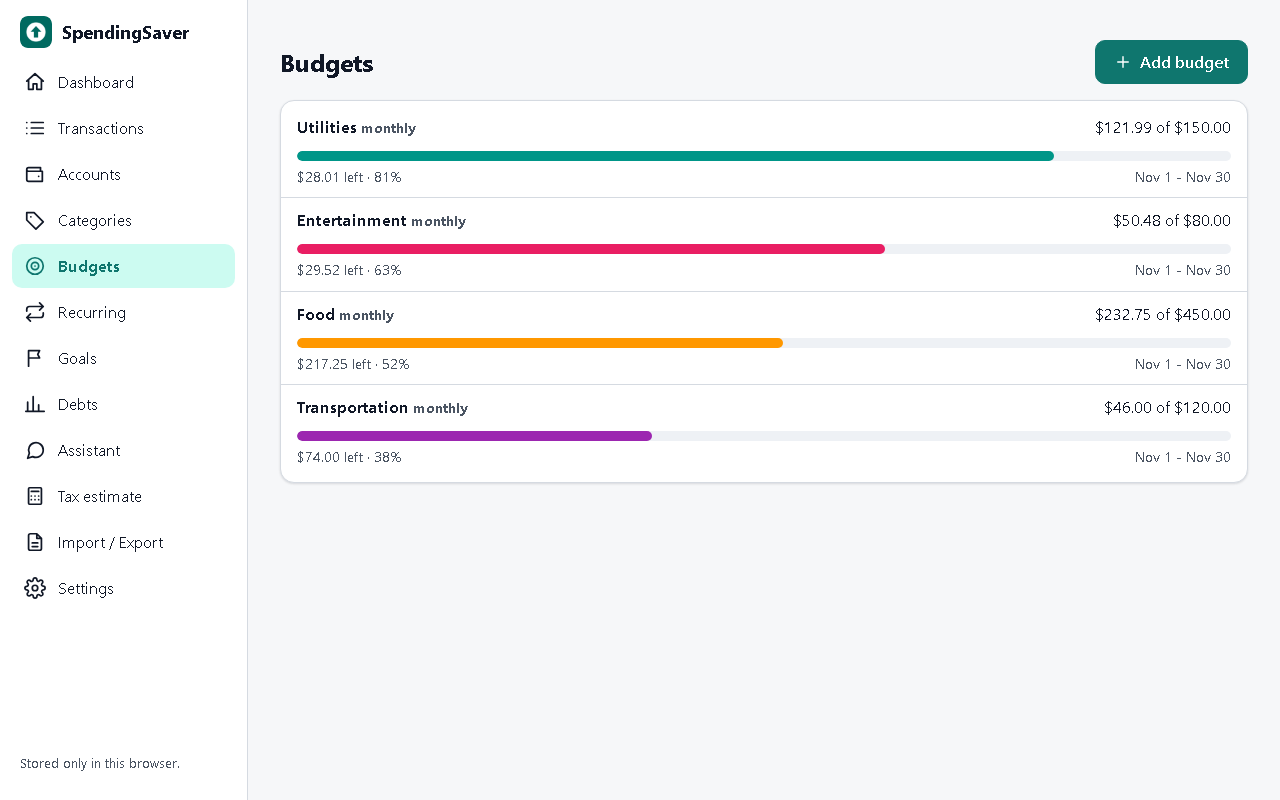 SpendingSaver
Dashboard
Transactions
Accounts
Categories
Budgets
Recurring
Goals
Debts
Assistant
Tax estimate
Import / Export
Settings
Stored only in this browser.
Budgets
+ Add budget
Utilities monthly
$121.99 of $150.00
$28.01 left · 81%
Nov 1 - Nov 30
Entertainment monthly
$50.48 of $80.00
$29.52 left · 63%
Nov 1 - Nov 30
Food monthly
$232.75 of $450.00
$217.25 left · 52%
Nov 1 - Nov 30
Transportation monthly
$46.00 of $120.00
$74.00 left · 38%
Nov 1 - Nov 30